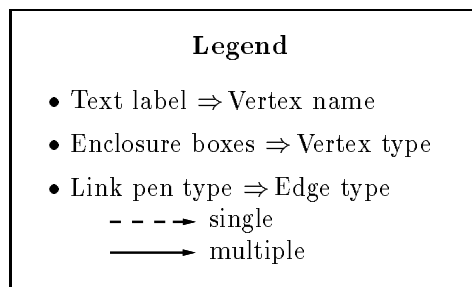 Legend
• Text label ⇒ Vertex name
• Enclosure boxes ⇒ Vertex type
• Link pen type ⇒ Edge type
single
multiple